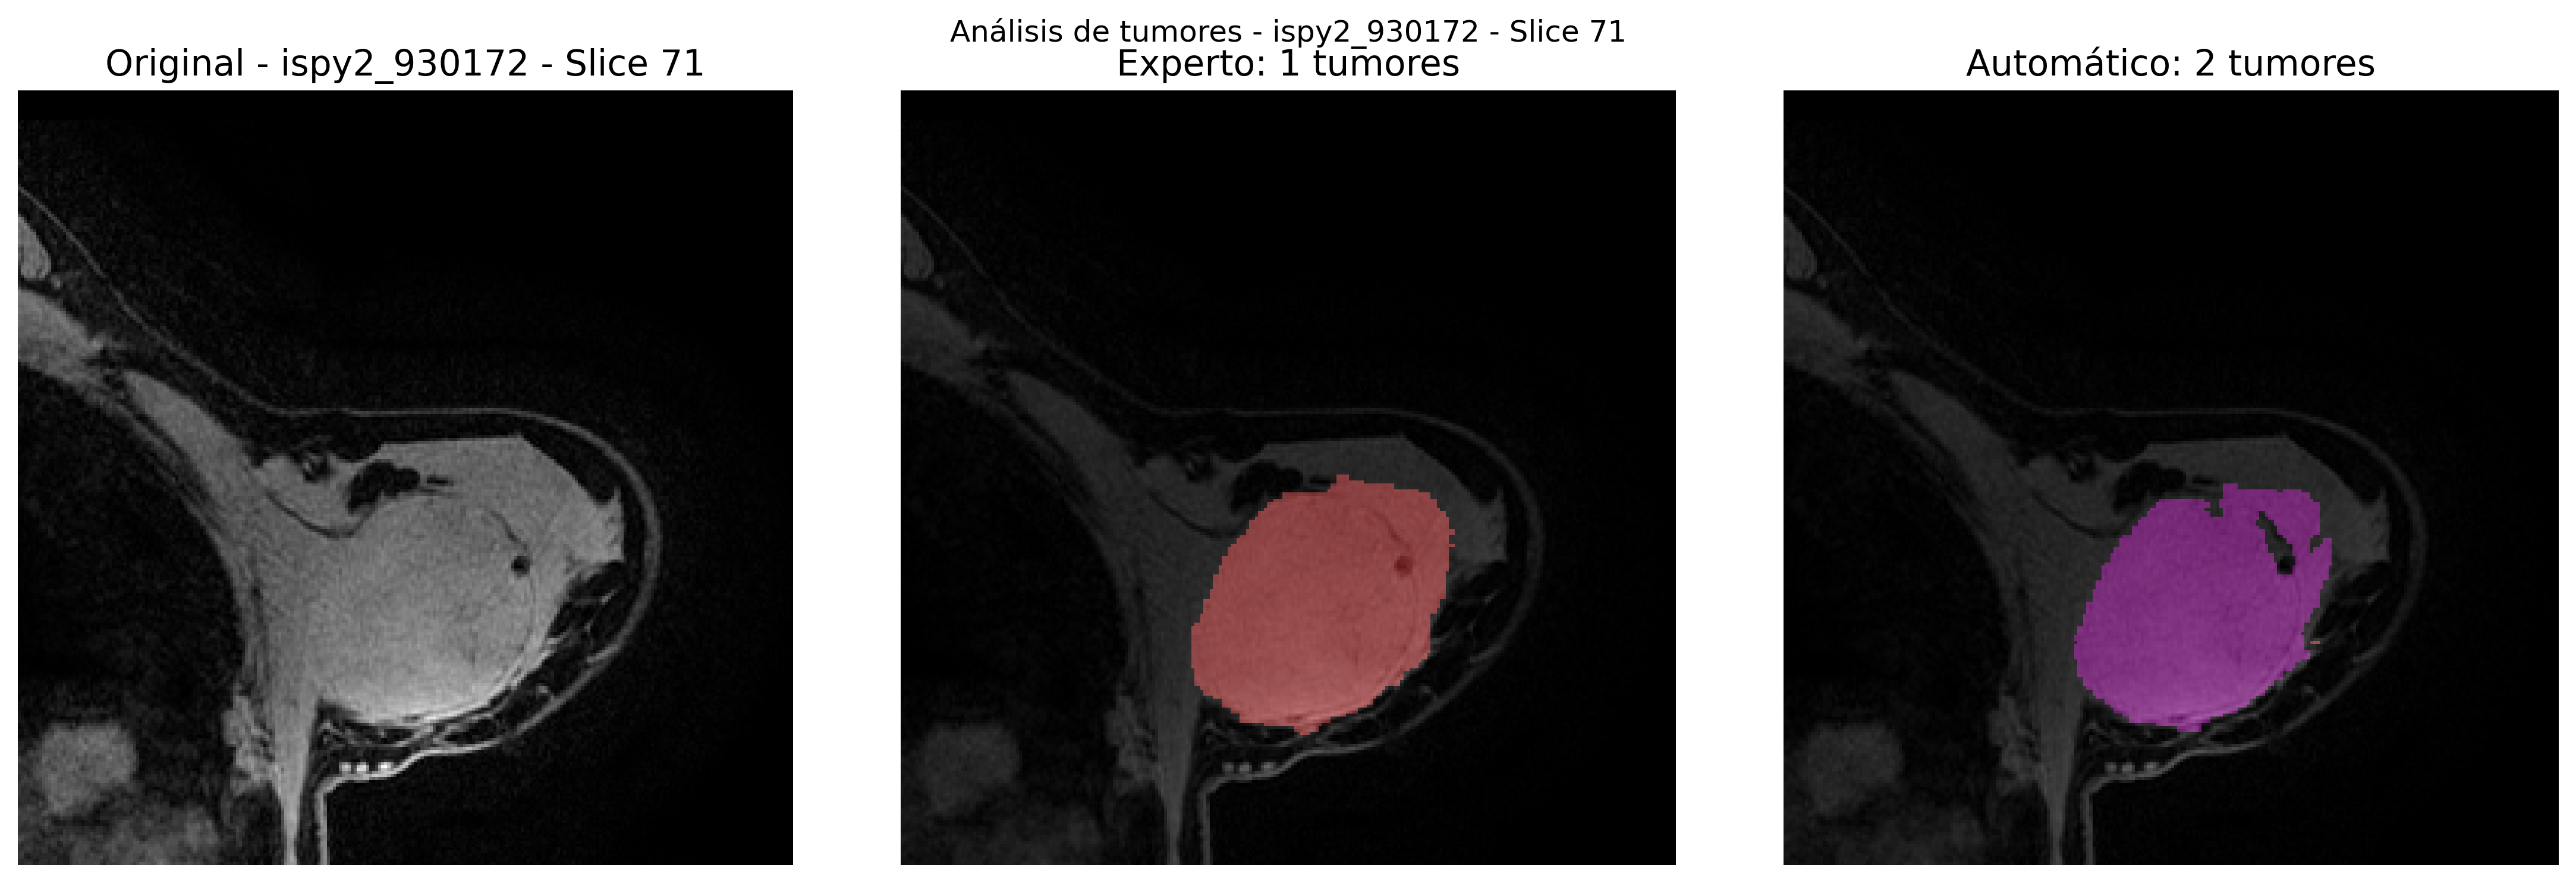 Análisis de tumores - ispy2_930172 - Slice 71
Original - ispy2_930172 - Slice 71
Experto: 1 tumores
Automático: 2 tumores